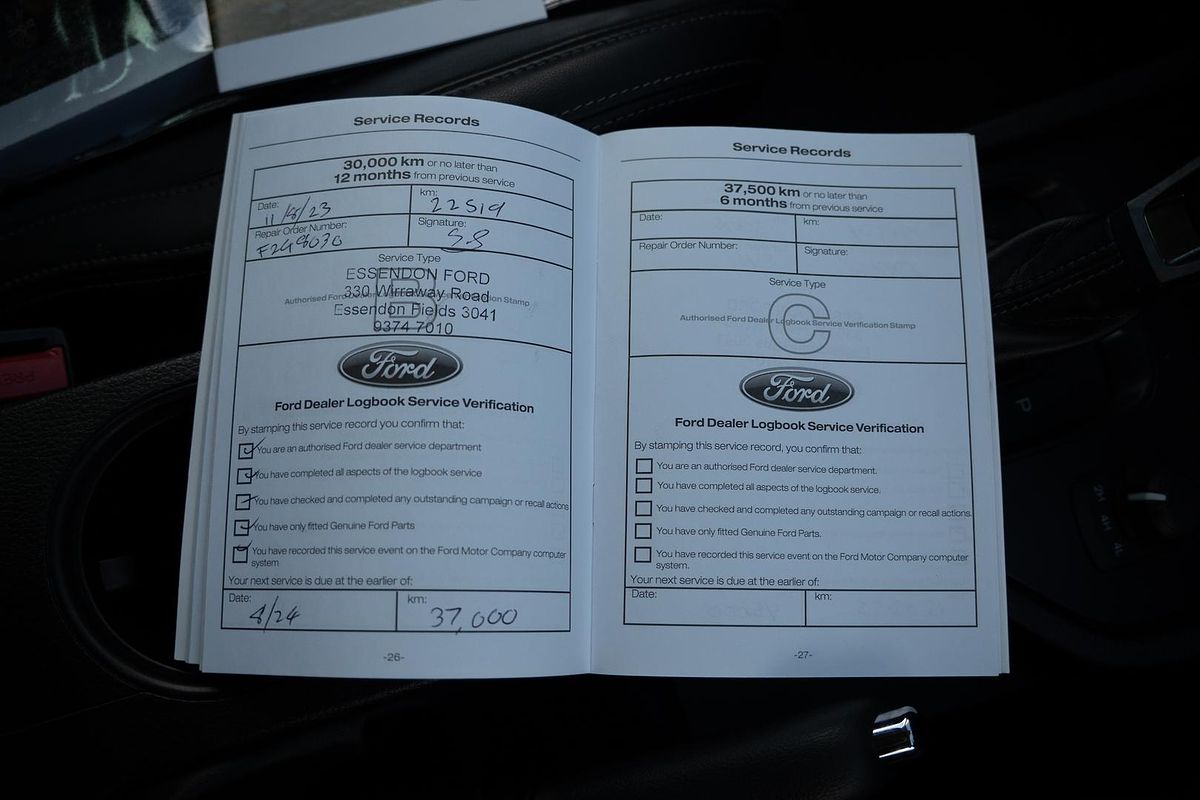 Service Records
30,000 km or no later than
12 months from previous service
Date:
11/8/23
km:
22519
Repair Order Number:
F248030
Signature:
Service Type
B
Authorised Ford Dealer Logbook Service Verification Stamp
ESSENDON FORD
330 Wirraway Road
Essendon Fields 3041
9374 7010
Ford
Ford Dealer Logbook Service Verification
By stamping this service record you confirm that:
You are an authorised Ford dealer service department
You have completed all aspects of the logbook service
You have checked and completed any outstanding campaign or recall actions
You have only fitted Genuine Ford Parts
You have recorded this service event on the Ford Motor Company computer
system
Your next service is due at the earlier of:
Date:
8/24
km:
37,000
-26-
Service Records
37,500 km or no later than
6 months from previous service
Date:
km:
Repair Order Number:
Signature:
Service Type
C
Authorised Ford Dealer Logbook Service Verification Stamp
Ford
Ford Dealer Logbook Service Verification
By stamping this service record, you confirm that:
You are an authorised Ford dealer service department.
You have completed all aspects of the logbook service.
You have checked and completed any outstanding campaign or recall actions.
You have only fitted Genuine Ford Parts.
You have recorded this service event on the Ford Motor Company computer
system.
Your next service is due at the earlier of:
Date:
km:
-27-
PRESS
P
2H
4H
4L